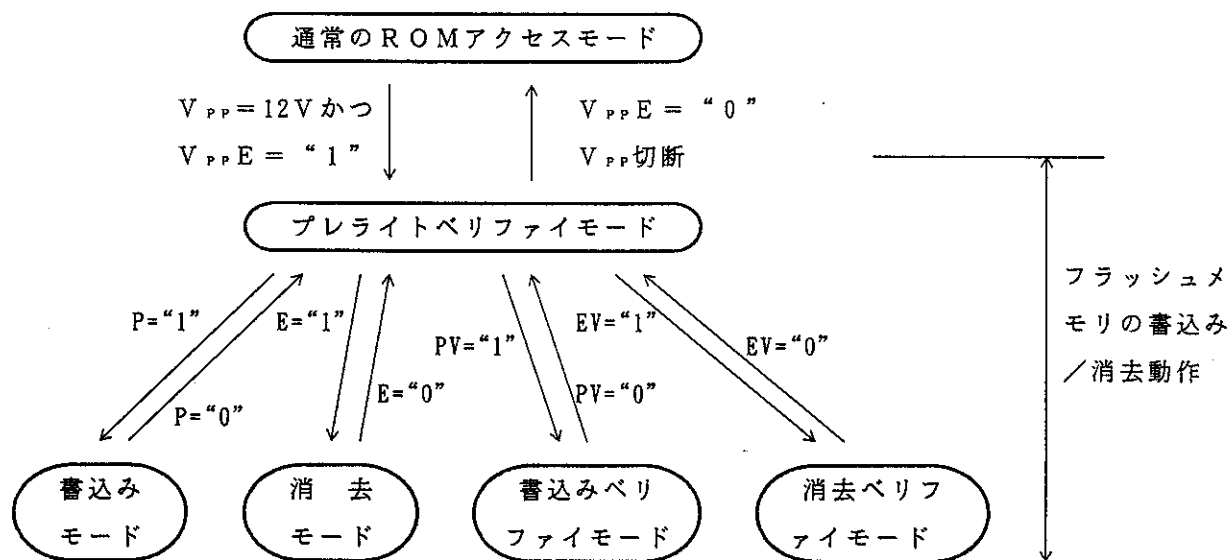 通常のROMアクセスモード
VPP=12Vかつ
VPPE=“1”
VPPE=“0”
VPP切断
プレライトベリファイモード
P=“1”
P=“0”
E=“1”
E=“0”
PV=“1”
PV=“0”
EV=“1”
EV=“0”
フラッシュメ
モリの書込み
/消去動作
書込み
モード
消 去
モード
書込みベリ
ファイモード
消去ベリフ
ァイモード